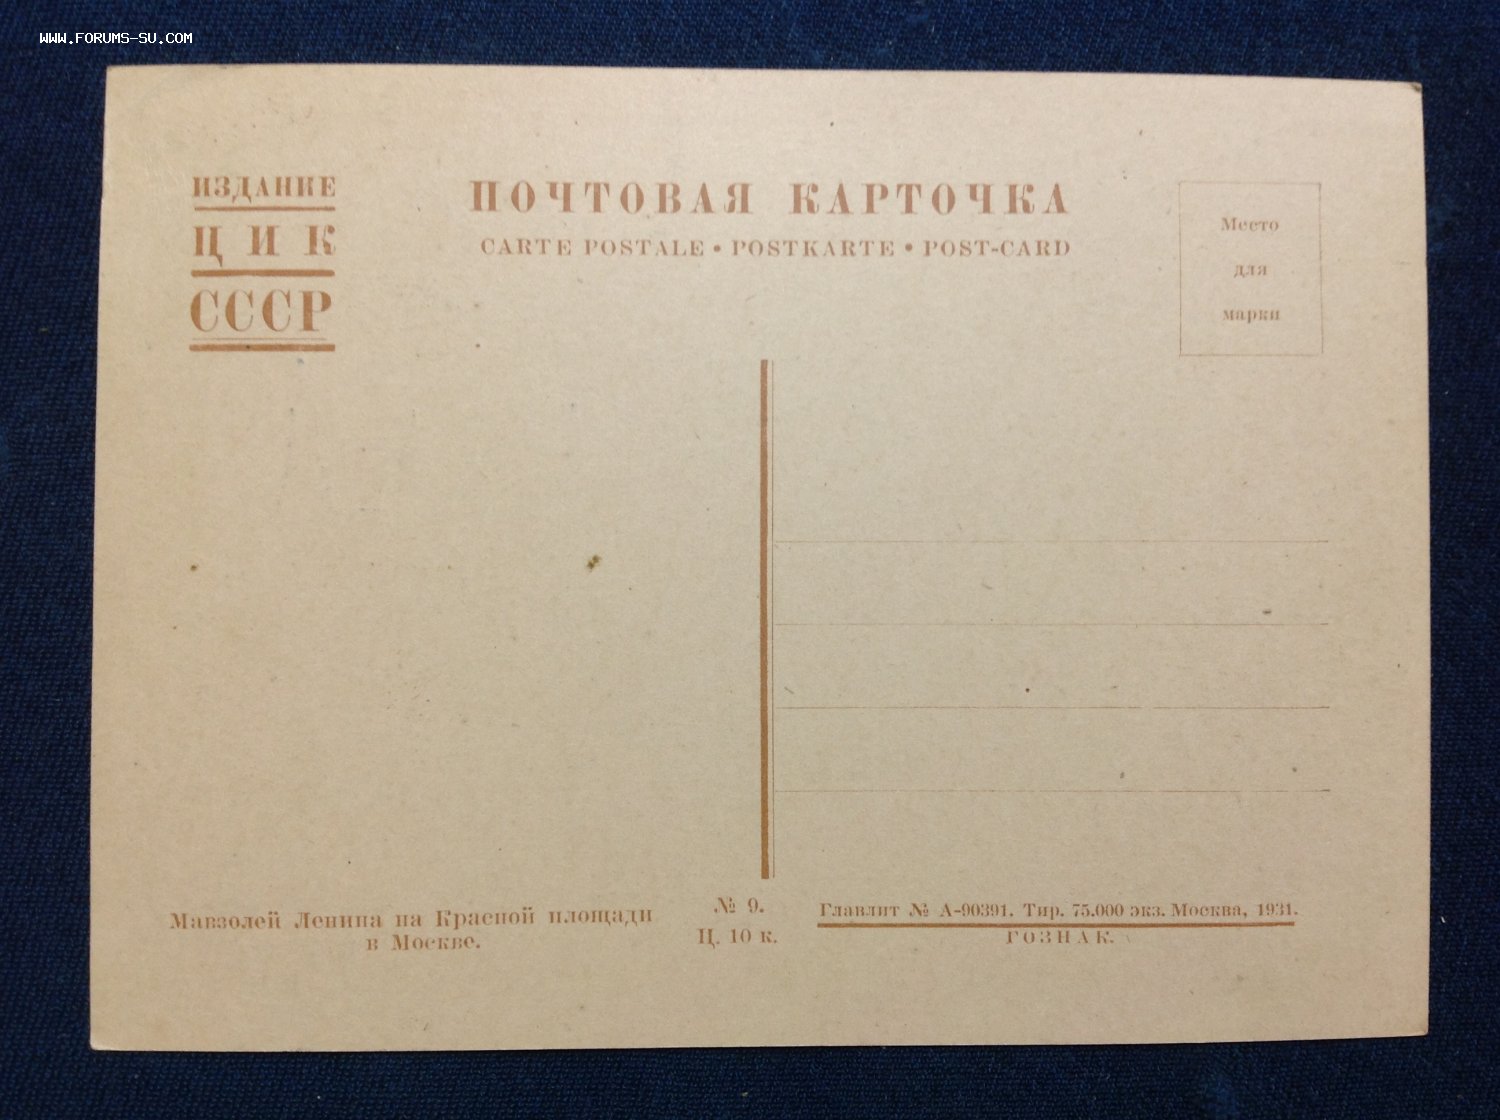 WWW.FORUMS-SU.COM
ИЗДАНИЕ
ЦИК
СССР
ПОЧТОВАЯ КАРТОЧКА
CARTE POSTALE • POSTKARTE • POST-CARD
Место
для
марки
Мавзолей Ленина на Красной площади
в Москве.
№ 9.
Ц. 10 к.
Главлит № А-90391. Тир. 75.000 экз. Москва, 1931.
ГОЗНАК.